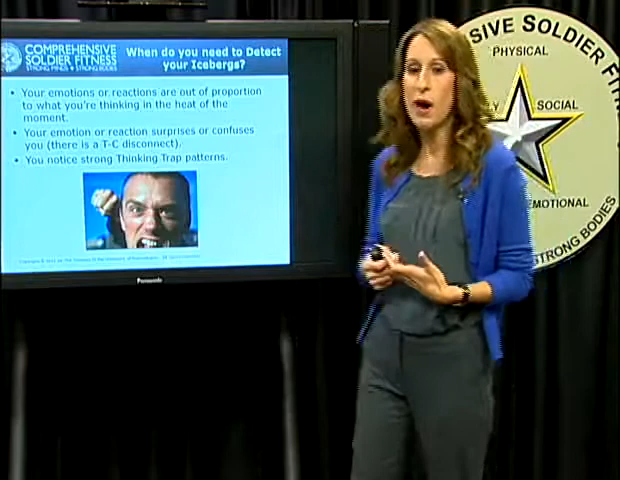 COMPREHENSIVE
SOLDIER FITNESS
STRONG MINDS ★ STRONG BODIES
When do you need to Detect
your Icebergs?
• Your emotions or reactions are out of proportion
to what you're thinking in the heat of the
moment.
• Your emotion or reaction surprises or confuses
you (there is a T-C disconnect).
• You notice strong Thinking Trap patterns.
Panasonic
SIVE SOLDIER FITNE
PHYSICAL
SOCIAL
EMOTIONAL
STRONG BODIES